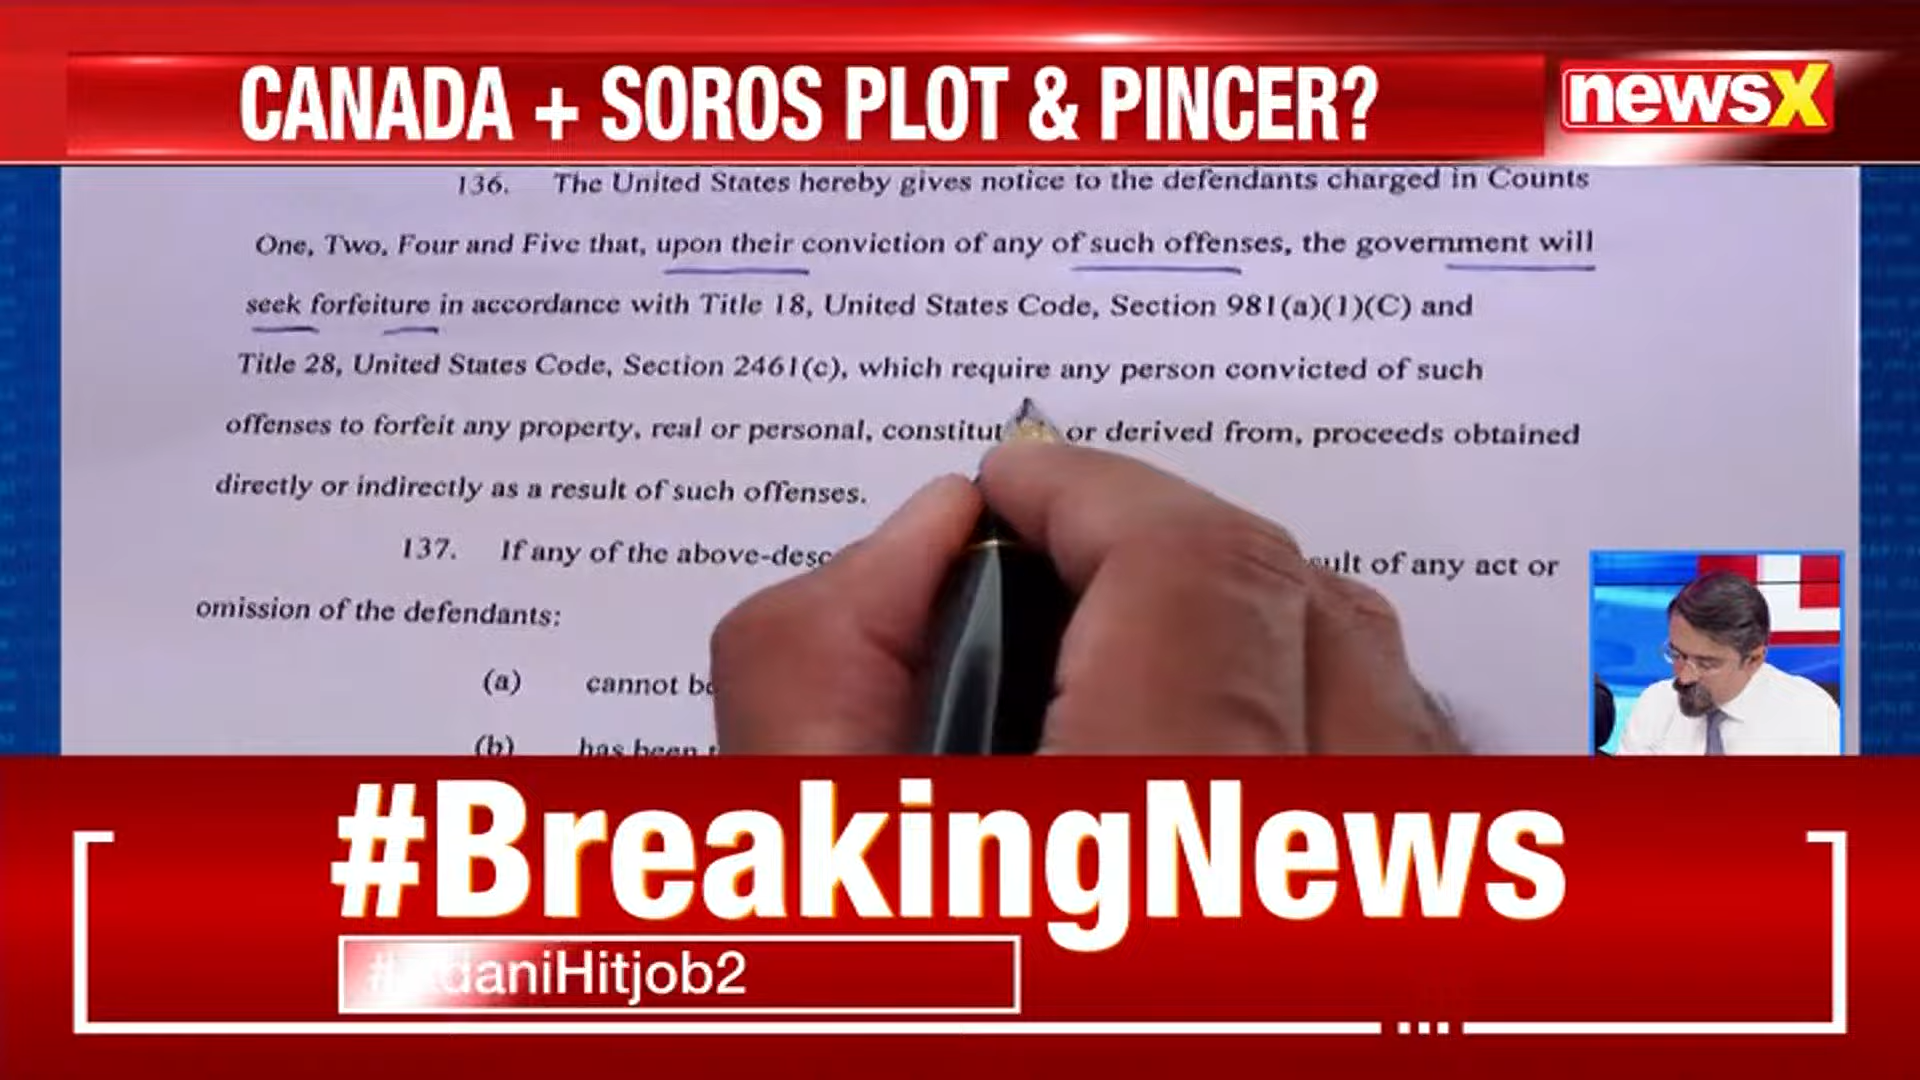 CANADA + SOROS PLOT & PINCER?
newsX
136. The United States hereby gives notice to the defendants charged in Counts
One, Two, Four and Five that, upon their conviction of any of such offenses, the government will
seek forfeiture in accordance with Title 18, United States Code, Section 981(a)(1)(C) and
Title 28, United States Code, Section 2461(c), which require any person convicted of such
offenses to forfeit any property, real or personal, or derived from, proceeds obtained
directly or indirectly as a result of such offenses.
137. If any of the of any act or
omission of the defendants:
(a) cannot
(b) has been
#BreakingNews